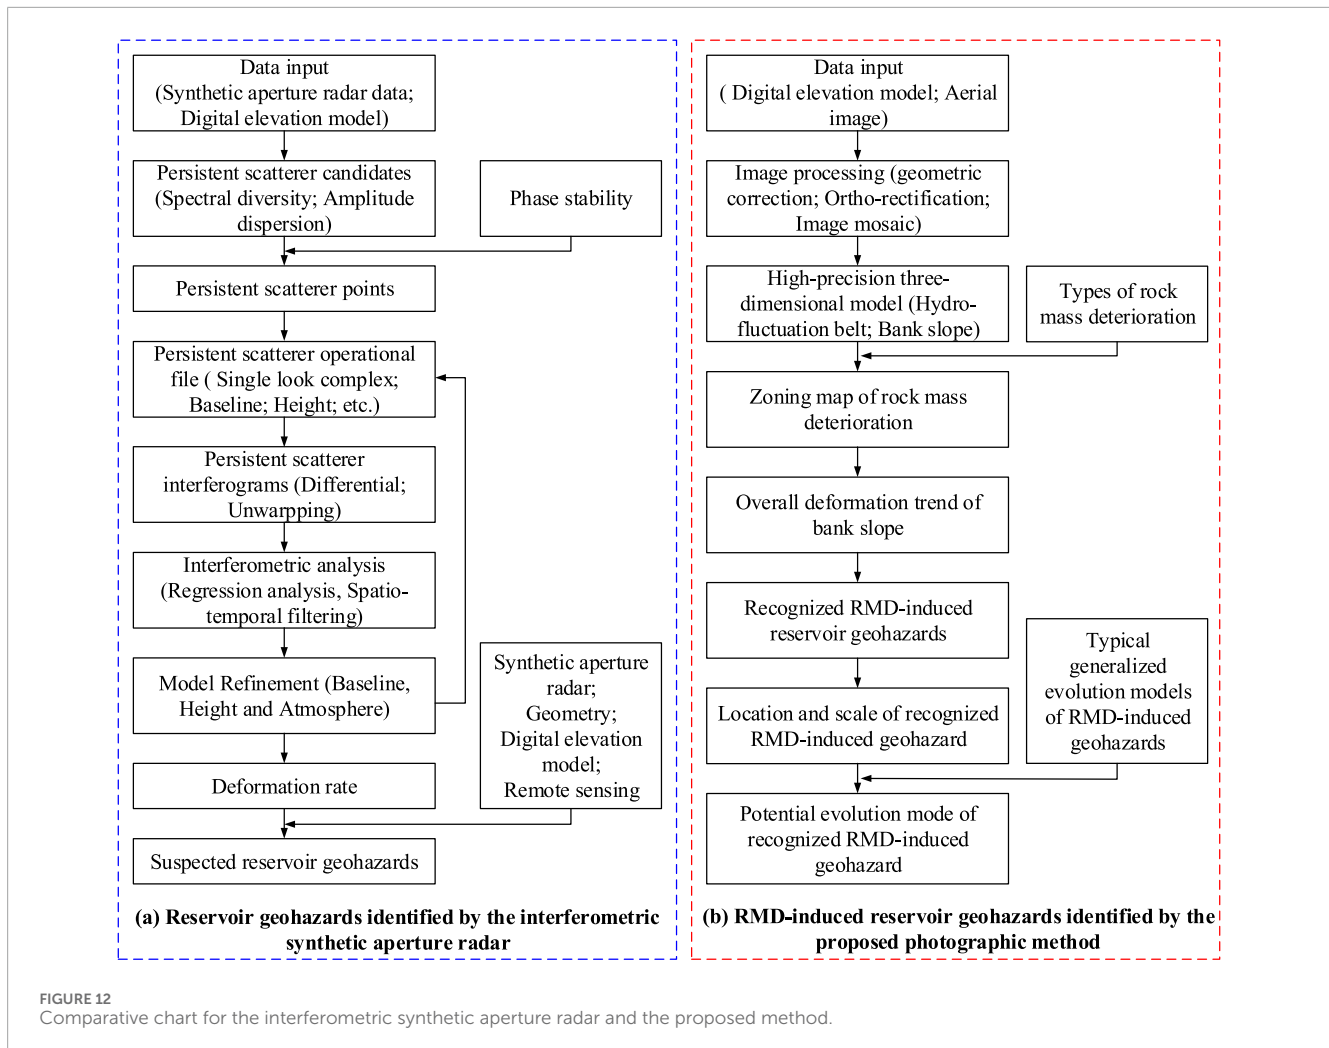 Data input
(Synthetic aperture radar data;
Digital elevation model)
Persistent scatterer candidates
(Spectral diversity; Amplitude
dispersion)
Phase stability
Persistent scatterer points
Persistent scatterer operational
file ( Single look complex;
Baseline; Height; etc.)
Persistent scatterer
interferograms (Differential;
Unwarpping)
Interferometric analysis
(Regression analysis, Spatio-
temporal filtering)
Model Refinement (Baseline,
Height and Atmosphere)
Synthetic aperture
radar;
Geometry;
Digital elevation
model;
Remote sensing
Deformation rate
Suspected reservoir geohazards
(a) Reservoir geohazards identified by the interferometric
synthetic aperture radar
Data input
( Digital elevation model; Aerial
image)
Image processing (geometric
correction; Ortho-rectification;
Image mosaic)
High-precision three-
dimensional model (Hydro-
fluctuation belt; Bank slope)
Types of rock
mass deterioration
Zoning map of rock mass
deterioration
Overall deformation trend of
bank slope
Recognized RMD-induced
reservoir geohazards
Typical
generalized
evolution models
of RMD-induced
geohazards
Location and scale of recognized
RMD-induced geohazard
Potential evolution mode of
recognized RMD-induced
geohazard
(b) RMD-induced reservoir geohazards identified by the
proposed photographic method
FIGURE 12
Comparative chart for the interferometric synthetic aperture radar and the proposed method.